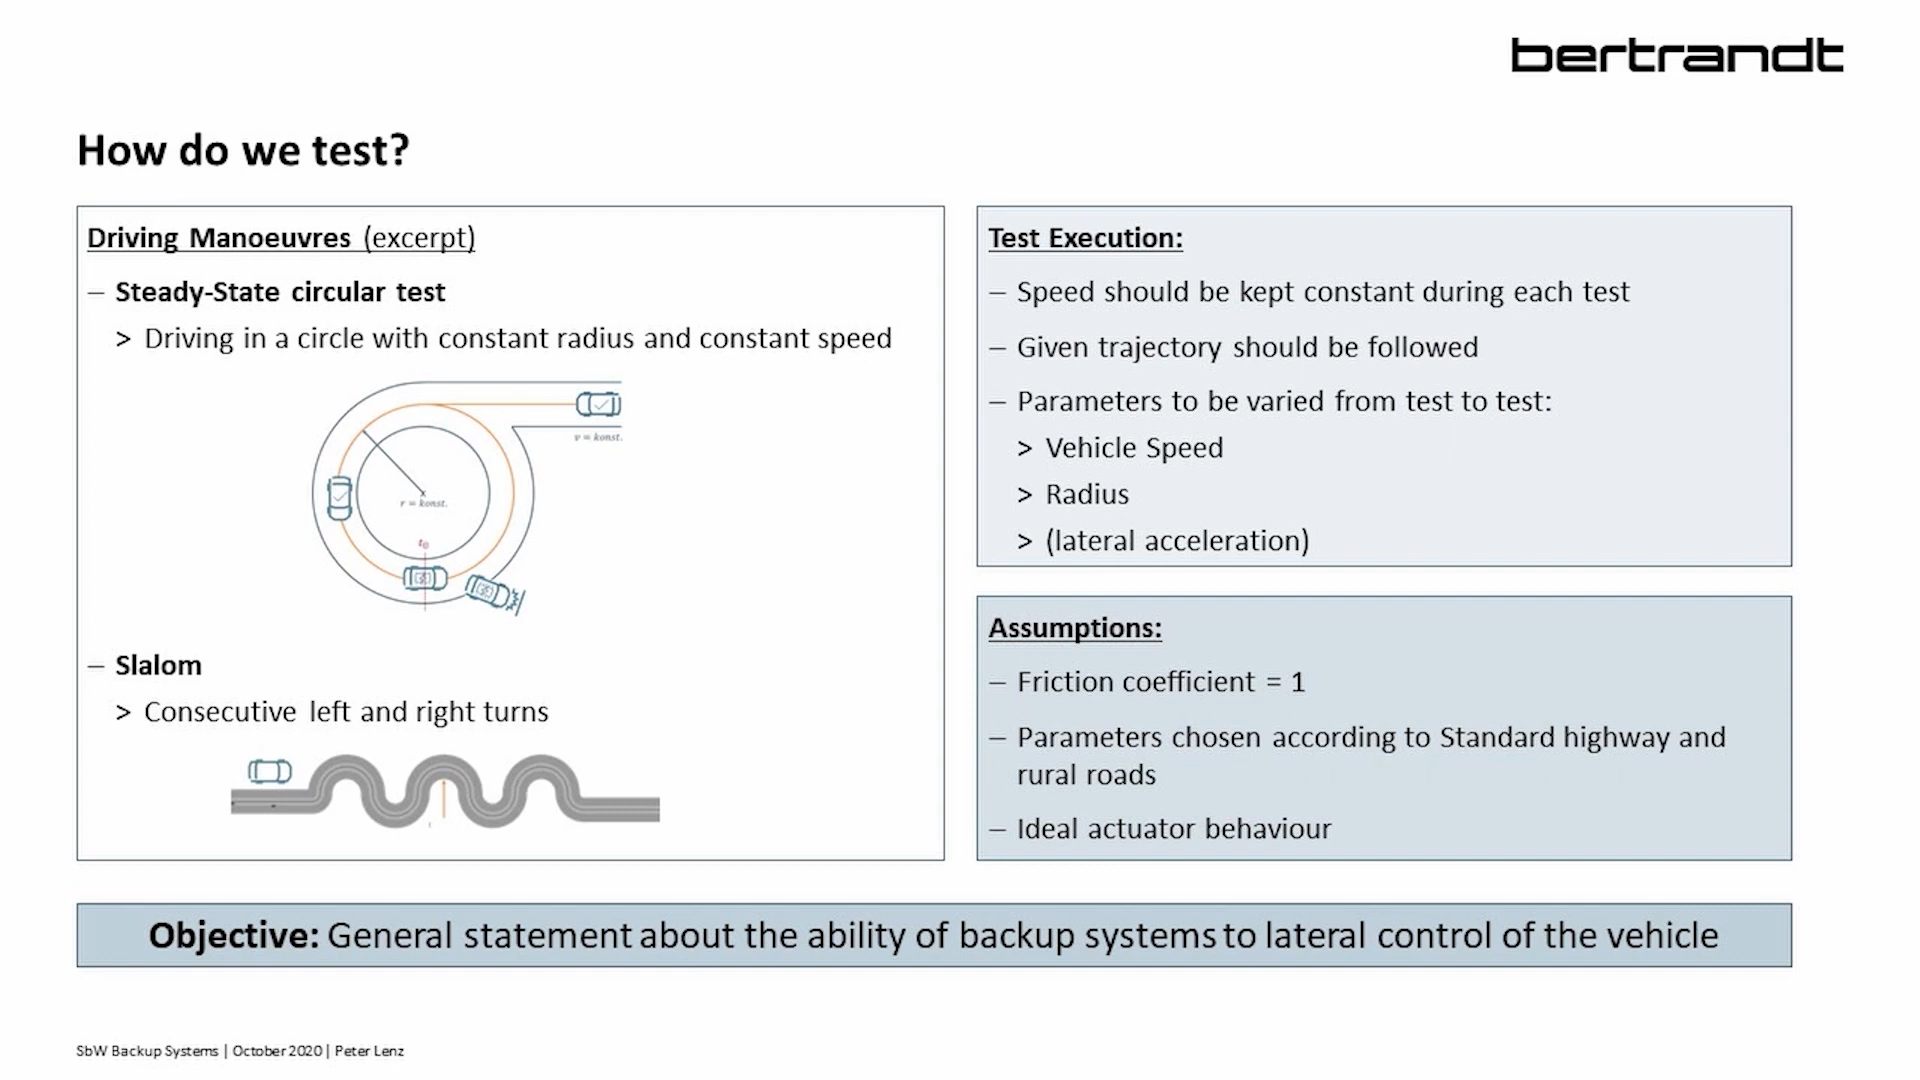 bertrandt
How do we test?
Driving Manoeuvres (excerpt)
– Steady-State circular test
> Driving in a circle with constant radius and constant speed
v = konst.
r = konst.
t₀
– Slalom
> Consecutive left and right turns
Test Execution:
– Speed should be kept constant during each test
– Given trajectory should be followed
– Parameters to be varied from test to test:
> Vehicle Speed
> Radius
> (lateral acceleration)
Assumptions:
– Friction coefficient = 1
– Parameters chosen according to Standard highway and
rural roads
– Ideal actuator behaviour
Objective: General statement about the ability of backup systems to lateral control of the vehicle
SbW Backup Systems | October 2020 | Peter Lenz